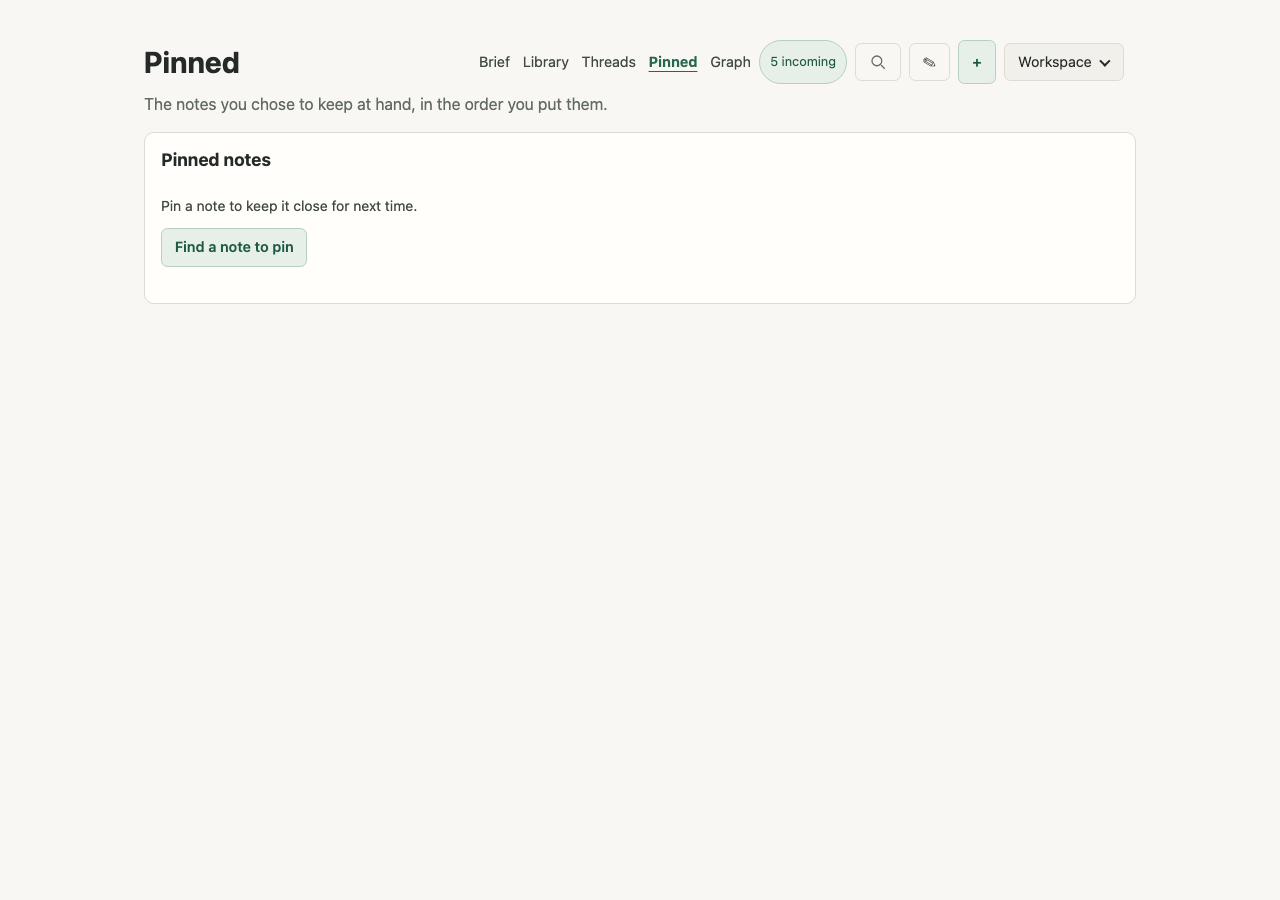 Pinned
Brief
Library
Threads
Pinned
Graph
5 incoming
+
Workspace
The notes you chose to keep at hand, in the order you put them.
Pinned notes
Pin a note to keep it close for next time.
Find a note to pin